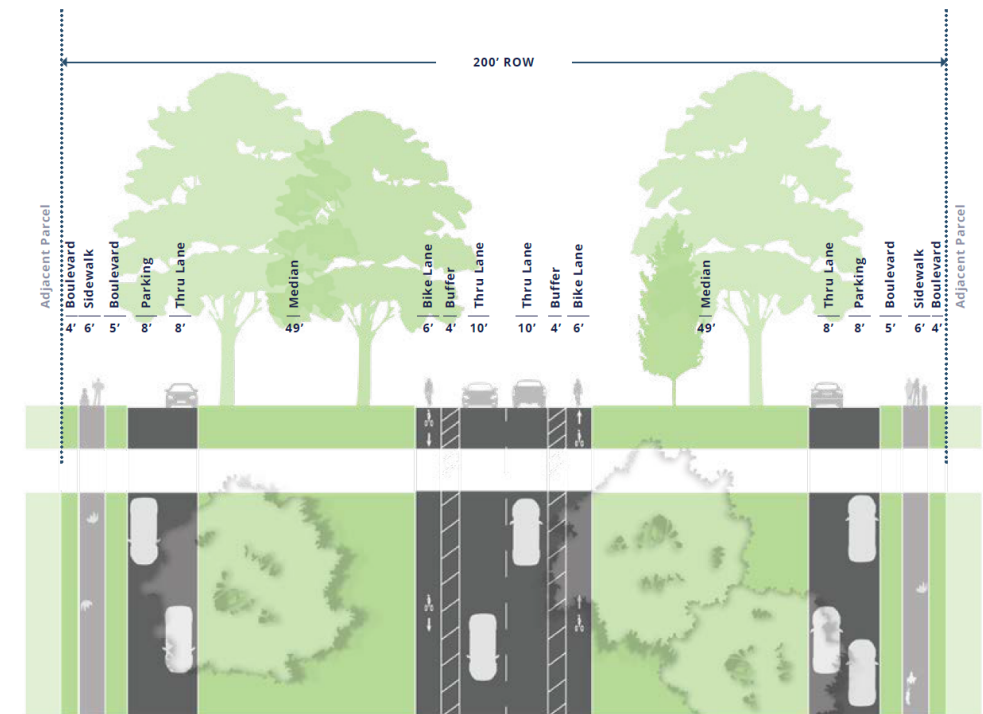 200’ ROW
Adjacent Parcel
Boulevard
4’
Sidewalk
6’
Boulevard
5’
Parking
8’
Thru Lane
8’
Median
49’
Bike Lane
6’
Buffer
4’
Thru Lane
10’
Thru Lane
10’
Buffer
4’
Bike Lane
6’
Median
49’
Thru Lane
8’
Parking
8’
Boulevard
5’
Sidewalk
6’
Boulevard
4’
Adjacent Parcel